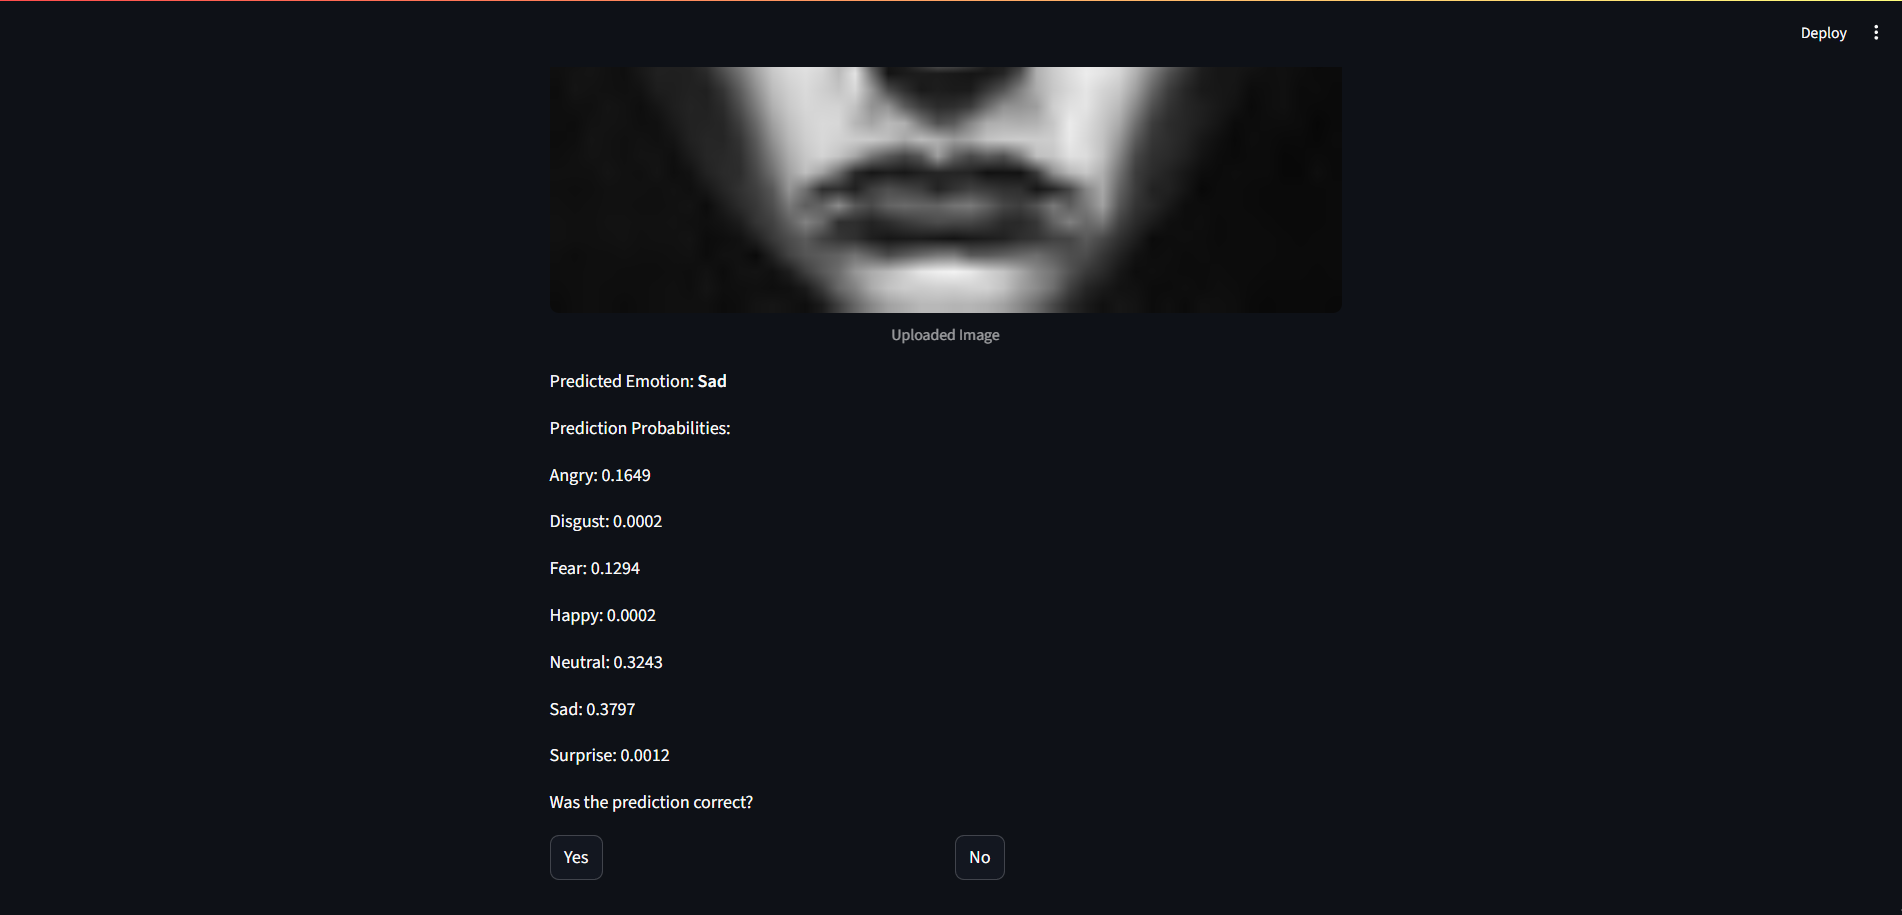 Deploy
Uploaded Image
Predicted Emotion: Sad
Prediction Probabilities:
Angry: 0.1649
Disgust: 0.0002
Fear: 0.1294
Happy: 0.0002
Neutral: 0.3243
Sad: 0.3797
Surprise: 0.0012
Was the prediction correct?
Yes
No